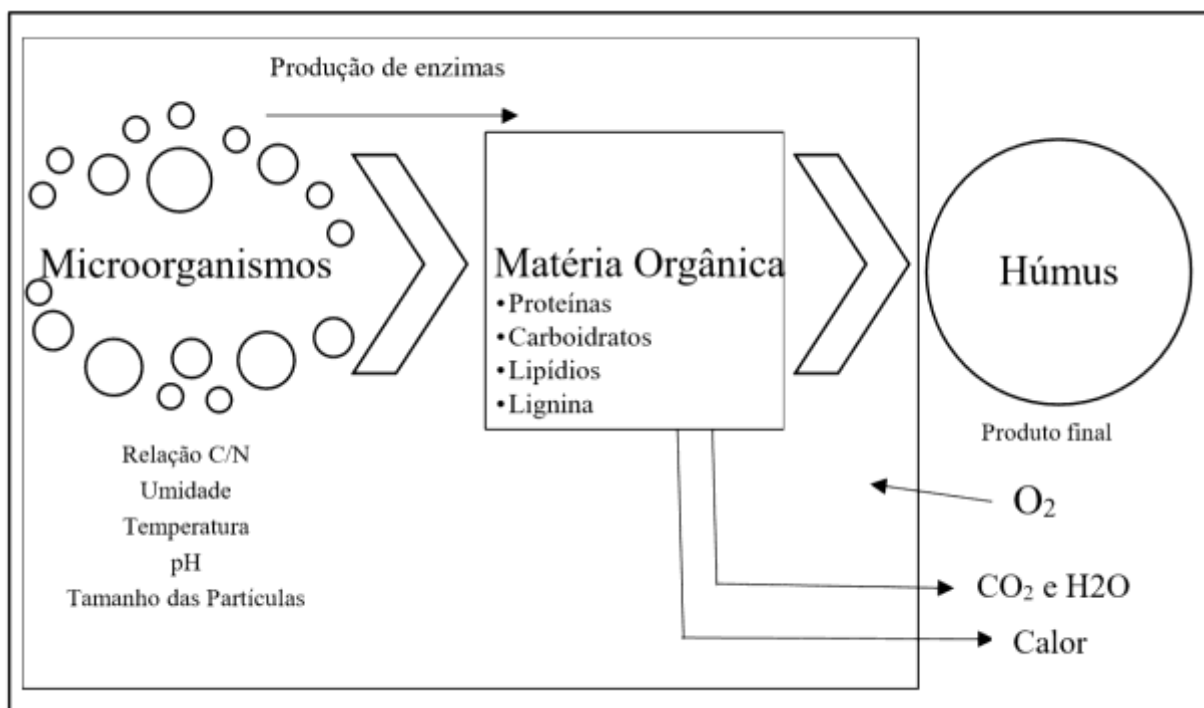 Produção de enzimas
Microorganismos
Matéria Orgânica
•Proteínas
•Carboidratos
•Lipídios
•Lignina
Húmus
Produto final
Relação C/N
Umidade
Temperatura
pH
Tamanho das Partículas
O₂
CO₂ e H2O
Calor